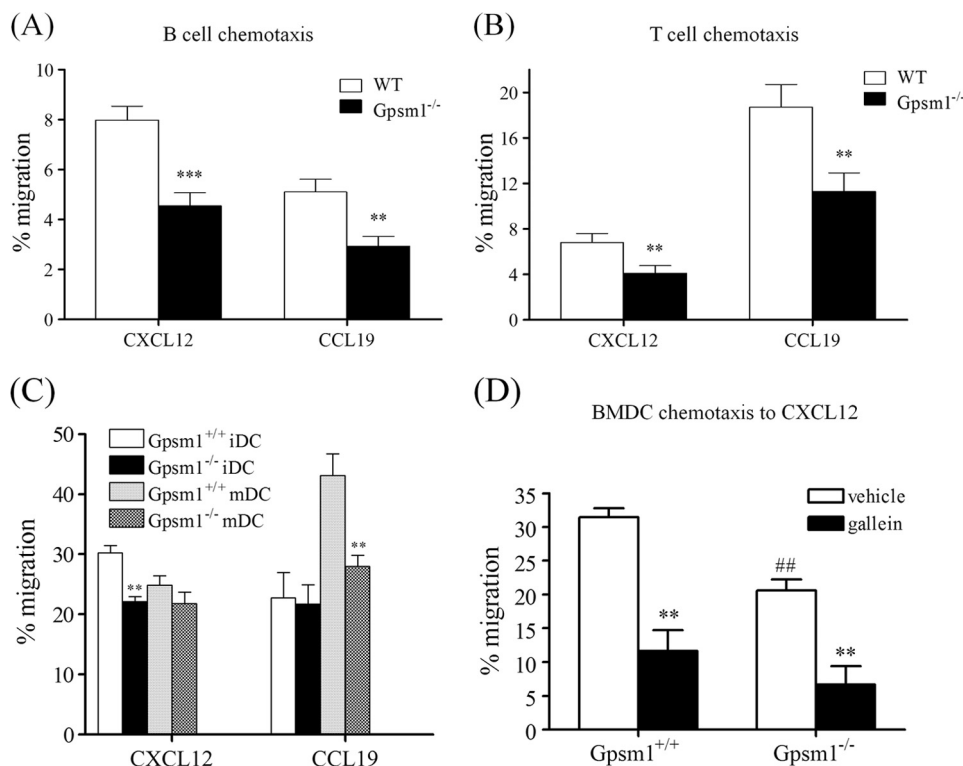 (A)
B cell chemotaxis
10
8
6
4
2
0
% migration
WT
Gpsm1-/-
***
**
CXCL12
CCL19
(B)
T cell chemotaxis
20
16
12
8
4
0
% migration
WT
Gpsm1-/-
**
**
CXCL12
CCL19
(C)
50
40
30
20
10
0
% migration
Gpsm1+/+ iDC
Gpsm1-/- iDC
Gpsm1+/+ mDC
Gpsm1-/- mDC
**
**
CXCL12
CCL19
(D)
BMDC chemotaxis to CXCL12
35
30
25
20
15
10
5
0
% migration
vehicle
gallein
**
##
**
Gpsm1+/+
Gpsm1-/-